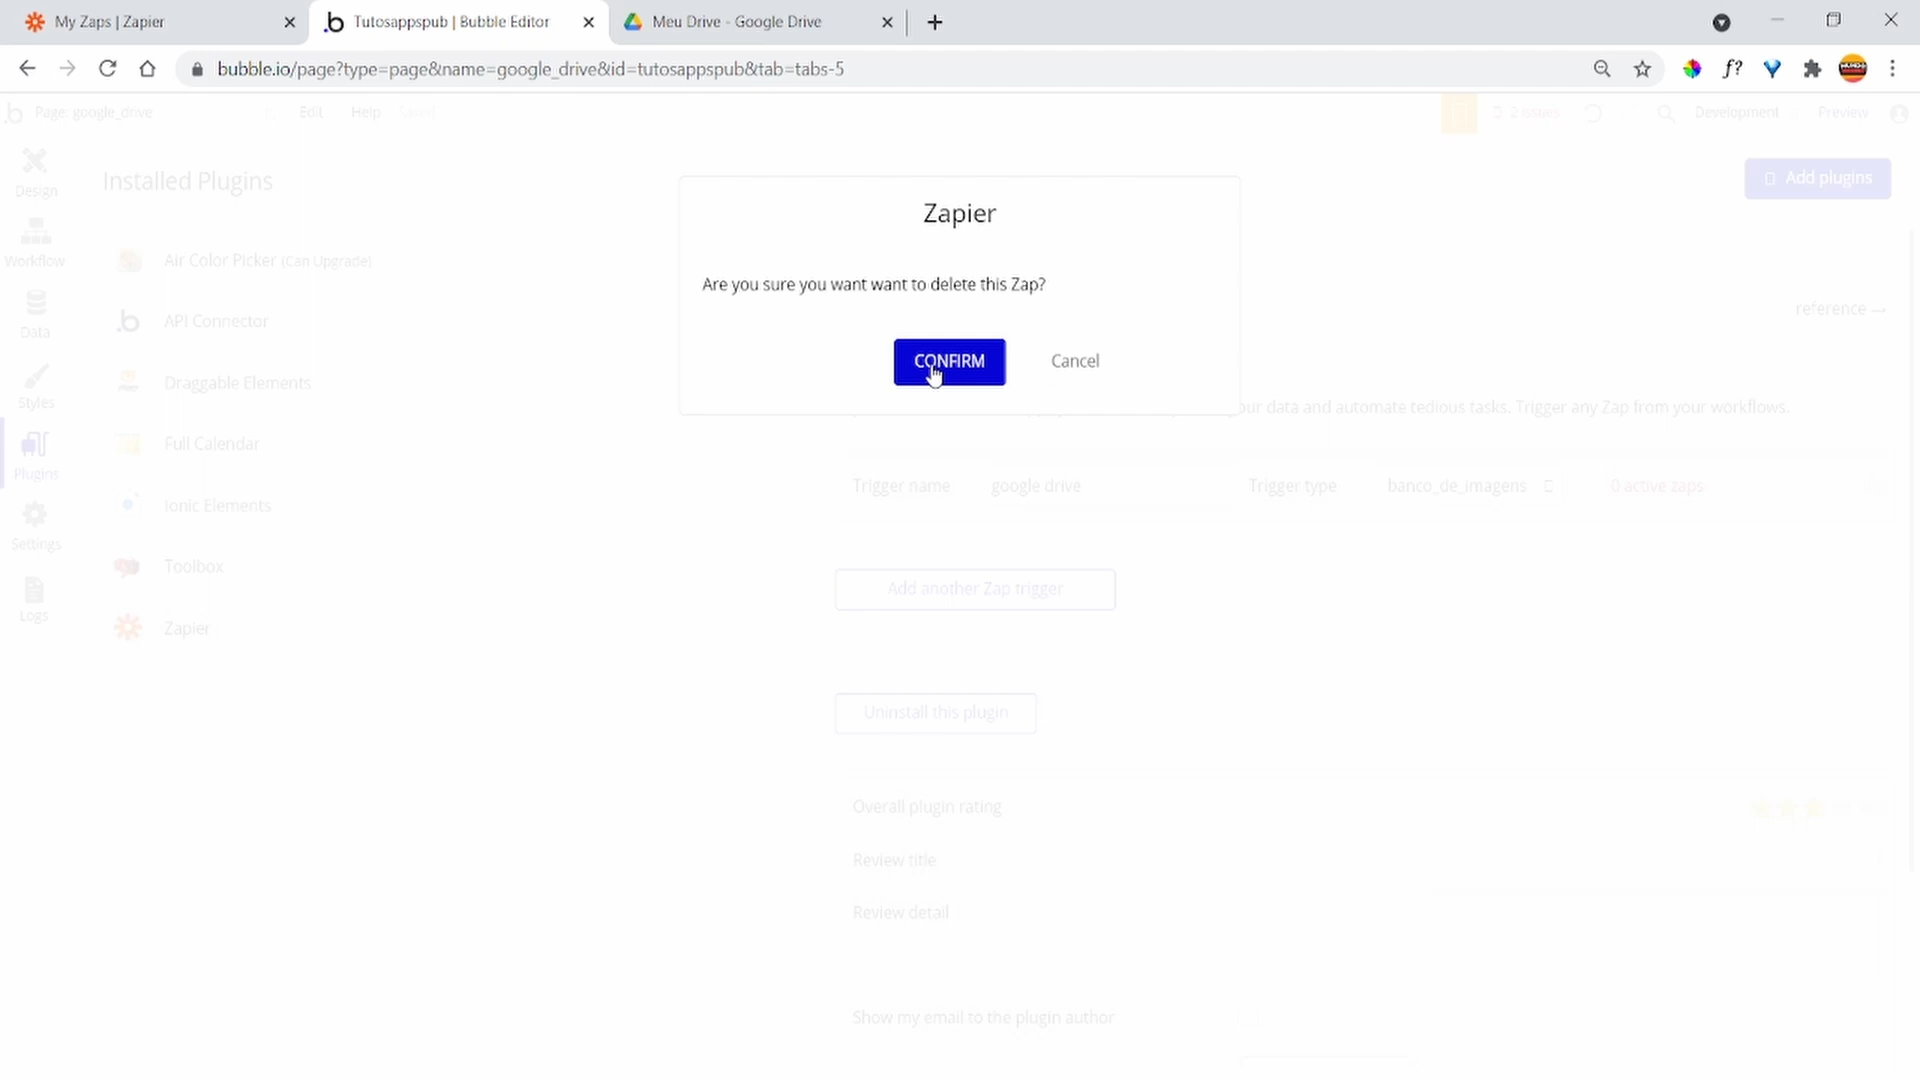 My Zaps | Zapier
Tutosappspub | Bubble Editor
Meu Drive - Google Drive
bubble.io/page?type=page&name=google_drive&id=tutosappspub&tab=tabs-5
f?
Page: google_drive
Edit
Help
Saved
2 issues
Development
Preview
Design
Workflow
Data
Styles
Plugins
Settings
Logs
Installed Plugins
Add plugins
Air Color Picker (Can Upgrade)
API Connector
Draggable Elements
Full Calendar
Ionic Elements
Toolbox
Zapier
Zapier
Are you sure you want want to delete this Zap?
CONFIRM
Cancel
reference
our data and automate tedious tasks. Trigger any Zap from your workflows.
Trigger name
google drive
Trigger type
banco_de_imagens
0 active zaps
Add another Zap trigger
Uninstall this plugin
Overall plugin rating
Review title
Review detail
Show my email to the plugin author